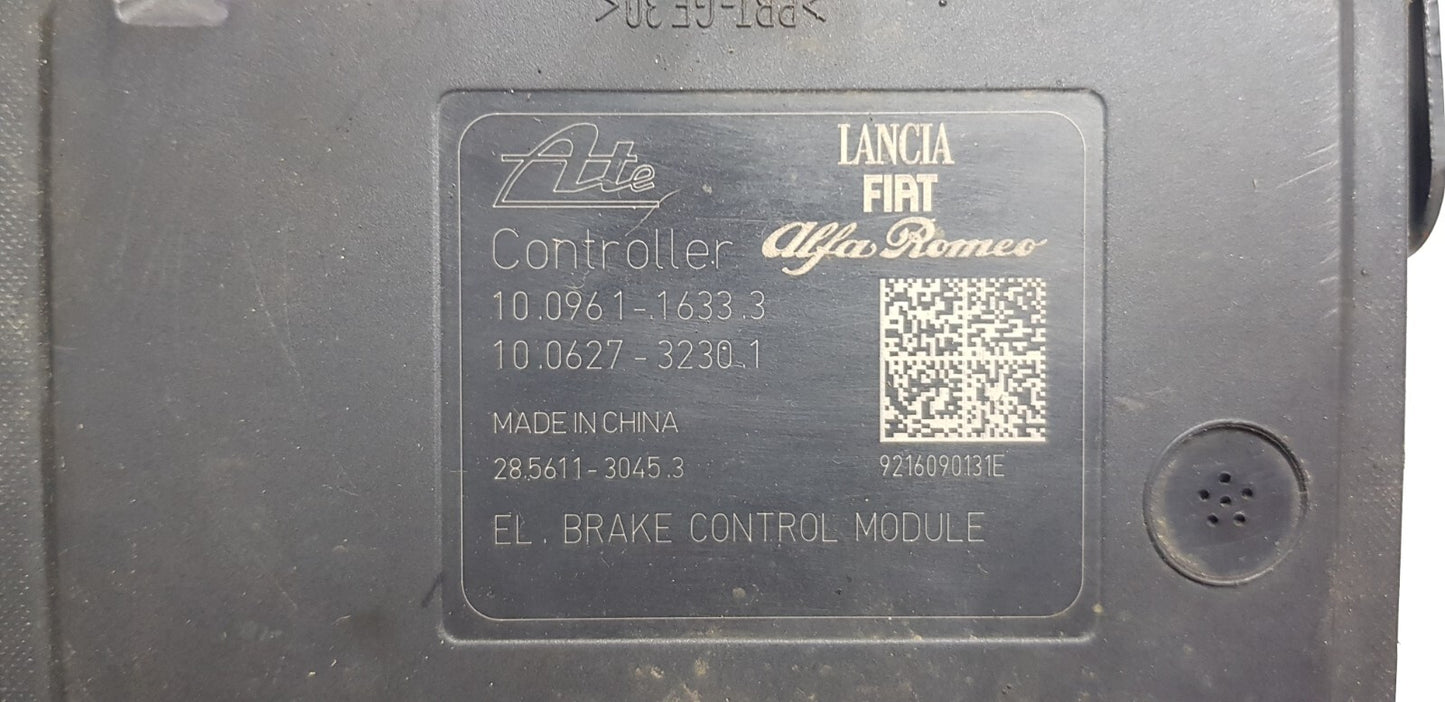 >PBT-GF30<
Ate
LANCIA
FIAT
Alfa Romeo
Controller
10.0961-1633.3
10.0627-3230.1
MADE IN CHINA
28.5611-3045.3
9216090131E
EL. BRAKE CONTROL MODULE